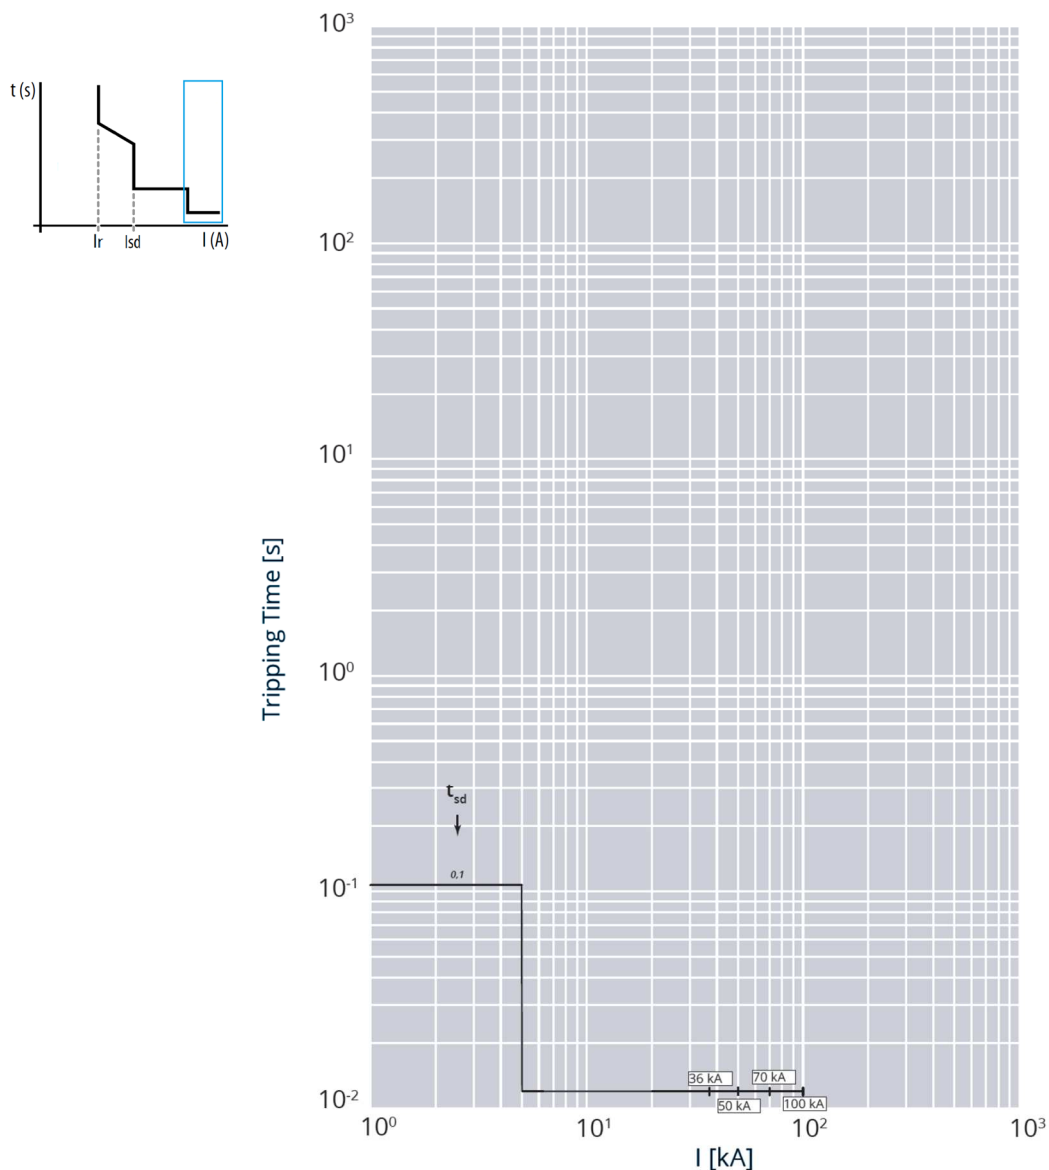 t (s)
Ir
Isd
I (A)
10³
10²
10¹
10⁰
10⁻¹
10⁻²
Tripping Time [s]
tsd
0,1
36 kA
70 kA
50 kA
100 kA
10⁰
10¹
10²
10³
I [kA]